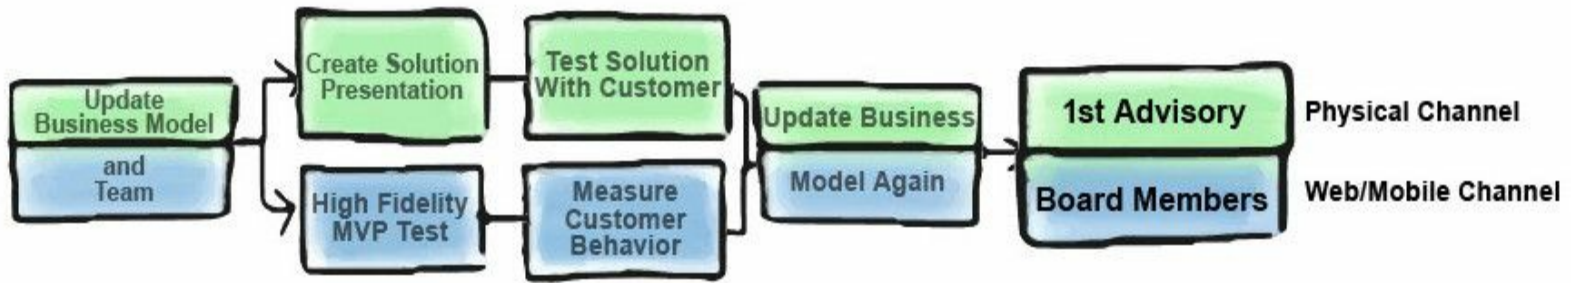 Update
Business Model
and
Team
Create Solution
Presentation
Test Solution
With Customer
High Fidelity
MVP Test
Measure
Customer
Behavior
Update Business
Model Again
1st Advisory
Board Members
Physical Channel
Web/Mobile Channel